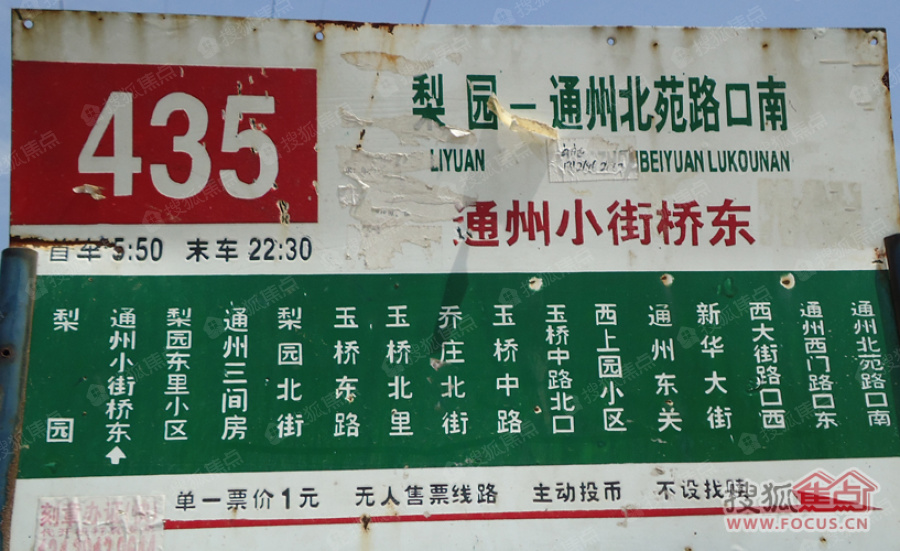 435
梨园—通州北苑路口南
LIYUAN
BEIYUAN LUKOUNAN
通州小街桥东
首车 5:50 末车 22:30
梨园
通州小街桥东
梨园东里小区
通州三间房
梨园北街
玉桥东路
玉桥北里
乔庄北街
玉桥中路
玉桥中路北口
西上园小区
通州东关
新华大街
西大街路口西
通州西门路口东
通州北苑路口南
单一票价1元 无人售票线路 主动投币 不设找
搜狐焦点
WWW.FOCUS.CN